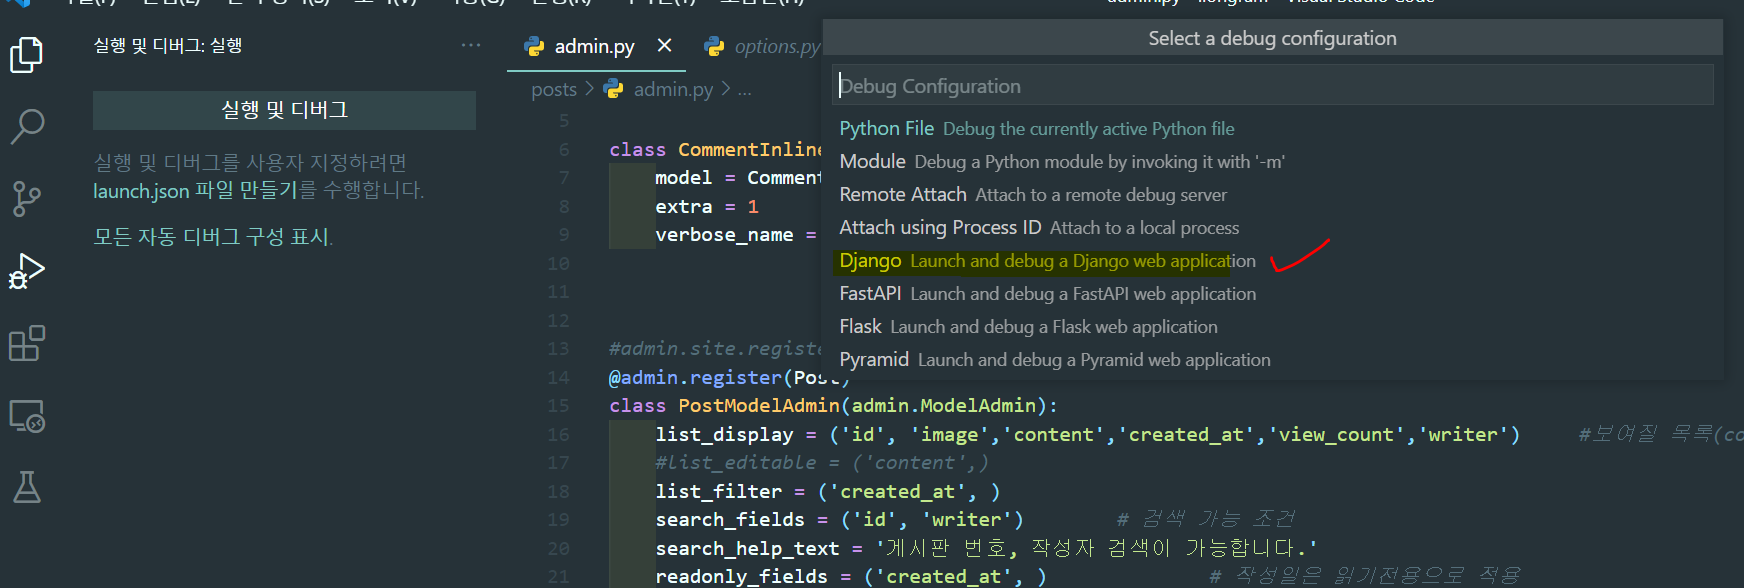 실행 및 디버그: 실행
실행 및 디버그
실행 및 디버그를 사용자 지정하려면
launch.json 파일 만들기를 수행합니다.
모든 자동 디버그 구성 표시.
admin.py
options.py
posts > admin.py > ...
Select a debug configuration
Debug Configuration
Python File Debug the currently active Python file
Module Debug a Python module by invoking it with '-m'
Remote Attach Attach to a remote debug server
Attach using Process ID Attach to a local process
Django Launch and debug a Django web application
FastAPI Launch and debug a FastAPI web application
Flask Launch and debug a Flask web application
Pyramid Launch and debug a Pyramid web application
5
6 class CommentInline
7 model = Comment
8 extra = 1
9 verbose_name =
10
11
12
13 #admin.site.registe
14 @admin.register(Post)
15 class PostModelAdmin(admin.ModelAdmin):
16 list_display = ('id', 'image','content','created_at','view_count','writer') #보여질 목록(co
17 #list_editable = ('content',)
18 list_filter = ('created_at', )
19 search_fields = ('id', 'writer') # 검색 가능 조건
20 search_help_text = '게시판 번호, 작성자 검색이 가능합니다.'
21 readonly_fields = ('created_at', ) # 작성일은 읽기전용으로 적용